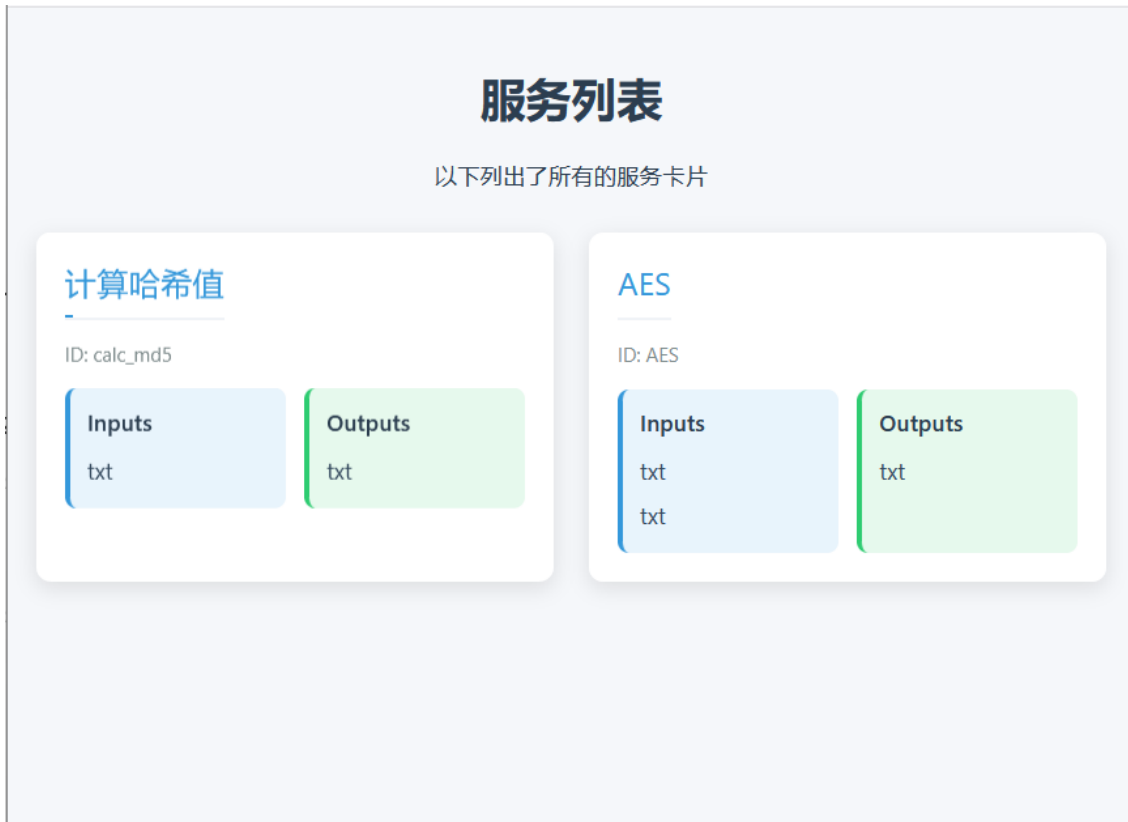 服务列表
以下列出了所有的服务卡片
计算哈希值
ID: calc_md5
Inputs
txt
Outputs
txt
AES
ID: AES
Inputs
txt
txt
Outputs
txt